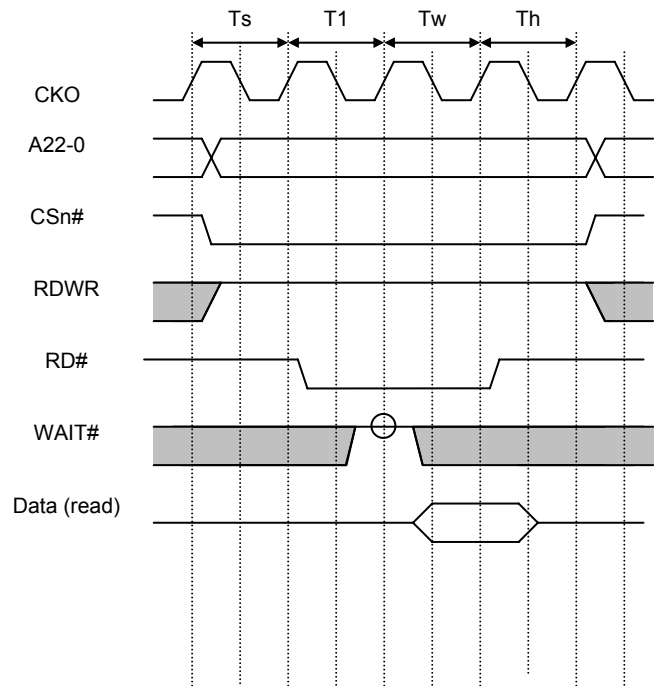 Ts T1 Tw Th
CKO
A22-0
CSn#
RDWR
RD#
WAIT#
Data (read)